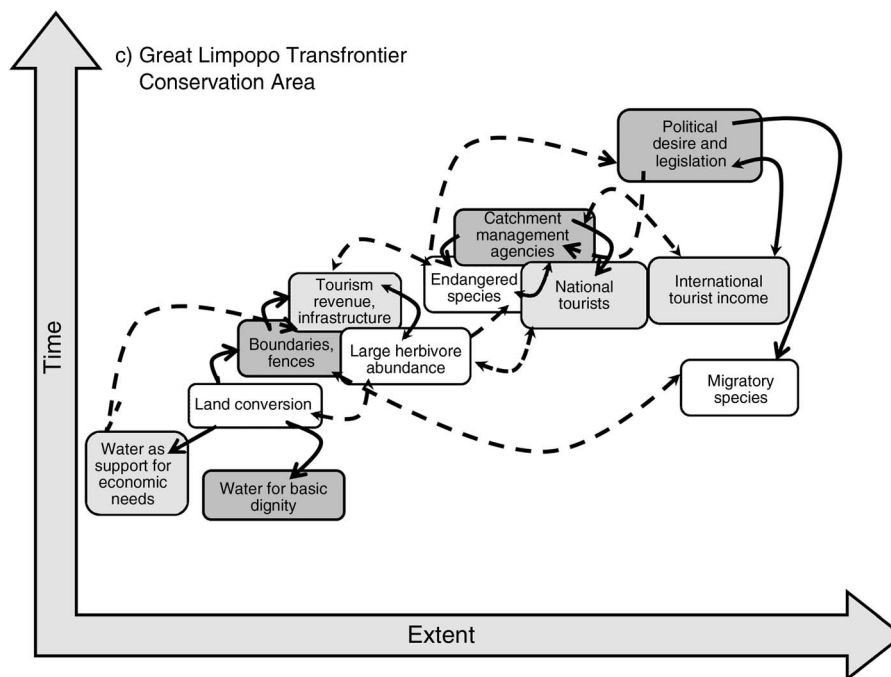 c) Great Limpopo Transfrontier
Conservation Area
Political
desire and
legislation
Catchment
management
agencies
Endangered
species
National
tourists
International
tourist income
Tourism
revenue,
infrastructure
Boundaries,
fences
Large herbivore
abundance
Migratory
species
Land conversion
Water as
support for
economic
needs
Water for basic
dignity
Time
Extent